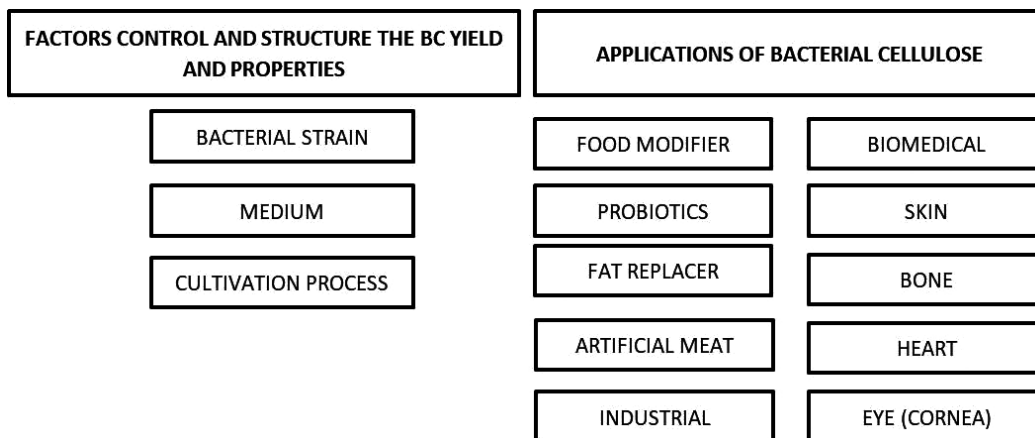 FACTORS CONTROL AND STRUCTURE THE BC YIELD
AND PROPERTIES
BACTERIAL STRAIN
MEDIUM
CULTIVATION PROCESS
APPLICATIONS OF BACTERIAL CELLULOSE
FOOD MODIFIER
PROBIOTICS
FAT REPLACER
ARTIFICIAL MEAT
INDUSTRIAL
BIOMEDICAL
SKIN
BONE
HEART
EYE (CORNEA)